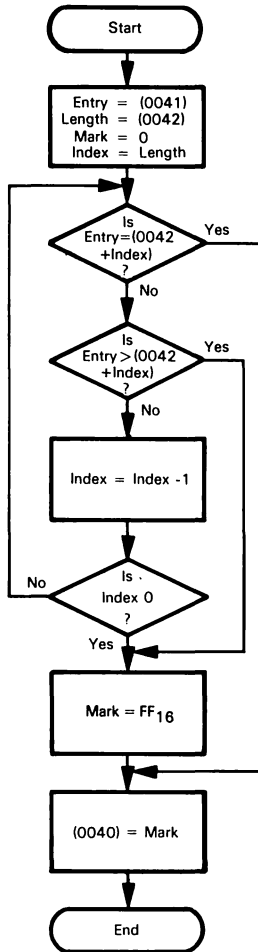 Start
Entry = (0041)
Length = (0042)
Mark = 0
Index = Length
Is
Entry=(0042
+Index)
?
Yes
No
Is
Entry>(0042
+Index)
?
Yes
No
Index = Index -1
Is
Index 0
?
No
Yes
Mark = FF16
(0040) = Mark
End